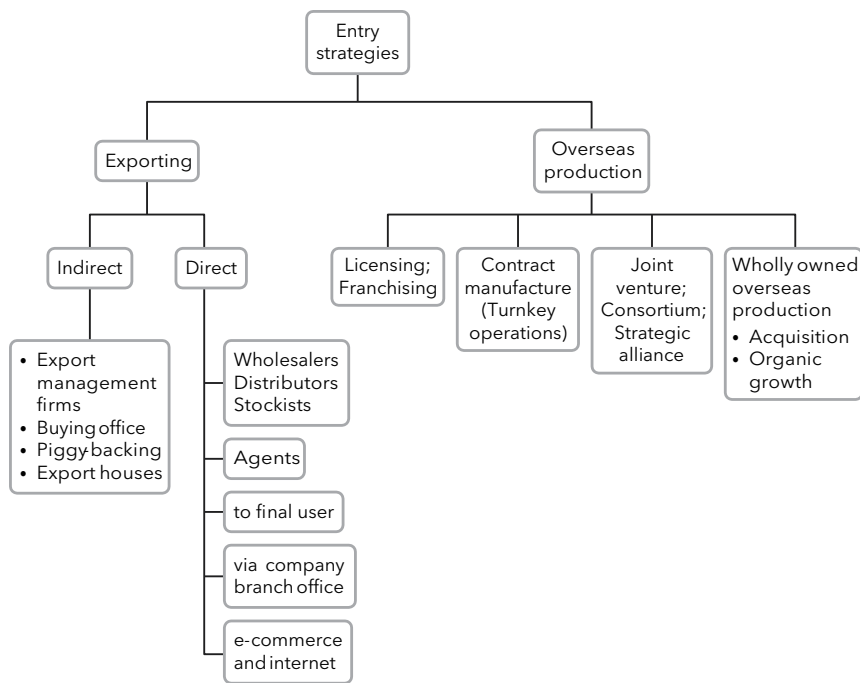 Entry
strategies
Exporting
Overseas
production
Indirect
Direct
Licensing;
Franchising
Contract
manufacture
(Turnkey
operations)
Joint
venture;
Consortium;
Strategic
alliance
Wholly owned
overseas
production
• Acquisition
• Organic
growth
• Export
management
firms
• Buying office
• Piggy-backing
• Export houses
Wholesalers
Distributors
Stockists
Agents
to final user
via company
branch office
e-commerce
and internet